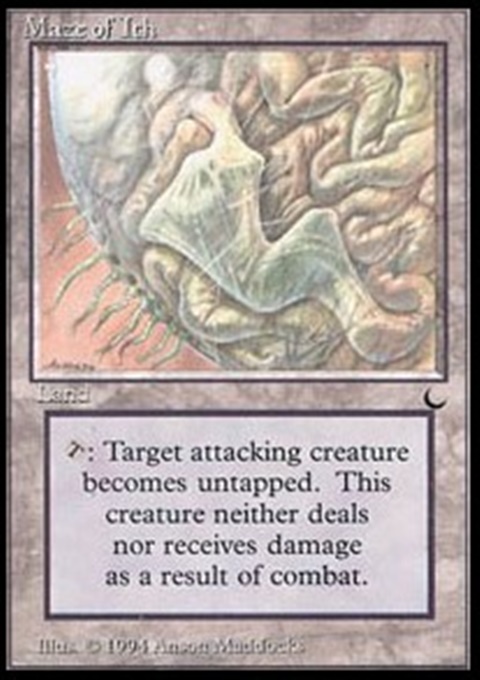 Maze of Ith
Land
: Target attacking creature
becomes untapped. This
creature neither deals
nor receives damage
as a result of combat.
Illus. © 1994 Anson Maddocks